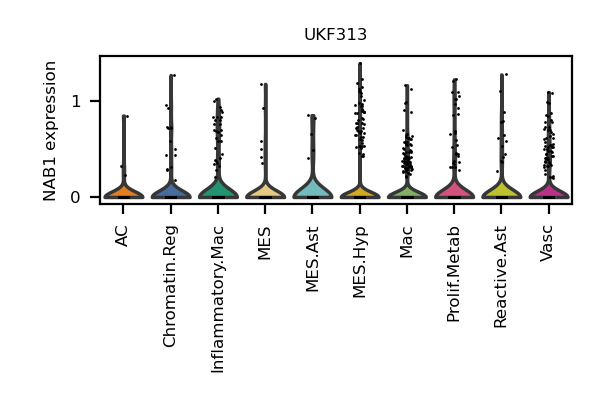 UKF313
NAB1 expression
1
0
AC
Chromatin.Reg
Inflammatory.Mac
MES
MES.Ast
MES.Hyp
Mac
Prolif.Metab
Reactive.Ast
Vasc